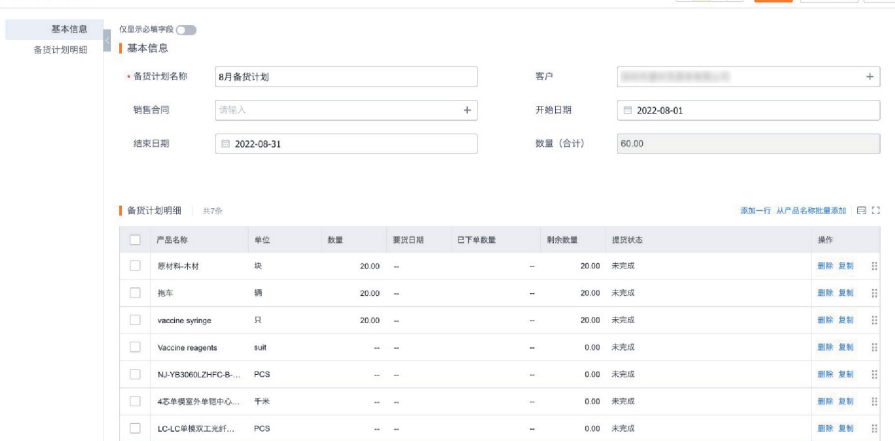 基本信息
备货计划明细
仅显示必填字段
基本信息
* 备货计划名称 8月备货计划 客户
销售合同 请输入 + 开始日期 2022-08-01
结束日期 2022-08-31 数量（合计） 60.00
备货计划明细 共7条 添加一行 从产品名称批量添加
产品名称 单位 数量 要货日期 已下单数量 剩余数量 提货状态 操作
原材料-木材 块 20.00 -- -- 20.00 未完成 删除 复制
拖车 辆 20.00 -- -- 20.00 未完成 删除 复制
vaccine syringe 只 20.00 -- -- 20.00 未完成 删除 复制
Vaccine reagents suit -- -- -- 0.00 未完成 删除 复制
NJ-YB3060LZHFC-B-... PCS -- -- -- 0.00 未完成 删除 复制
4芯单模室外单铠中心... 千米 -- -- -- 0.00 未完成 删除 复制
LC-LC单模双工光纤... PCS -- -- -- 0.00 未完成 删除 复制